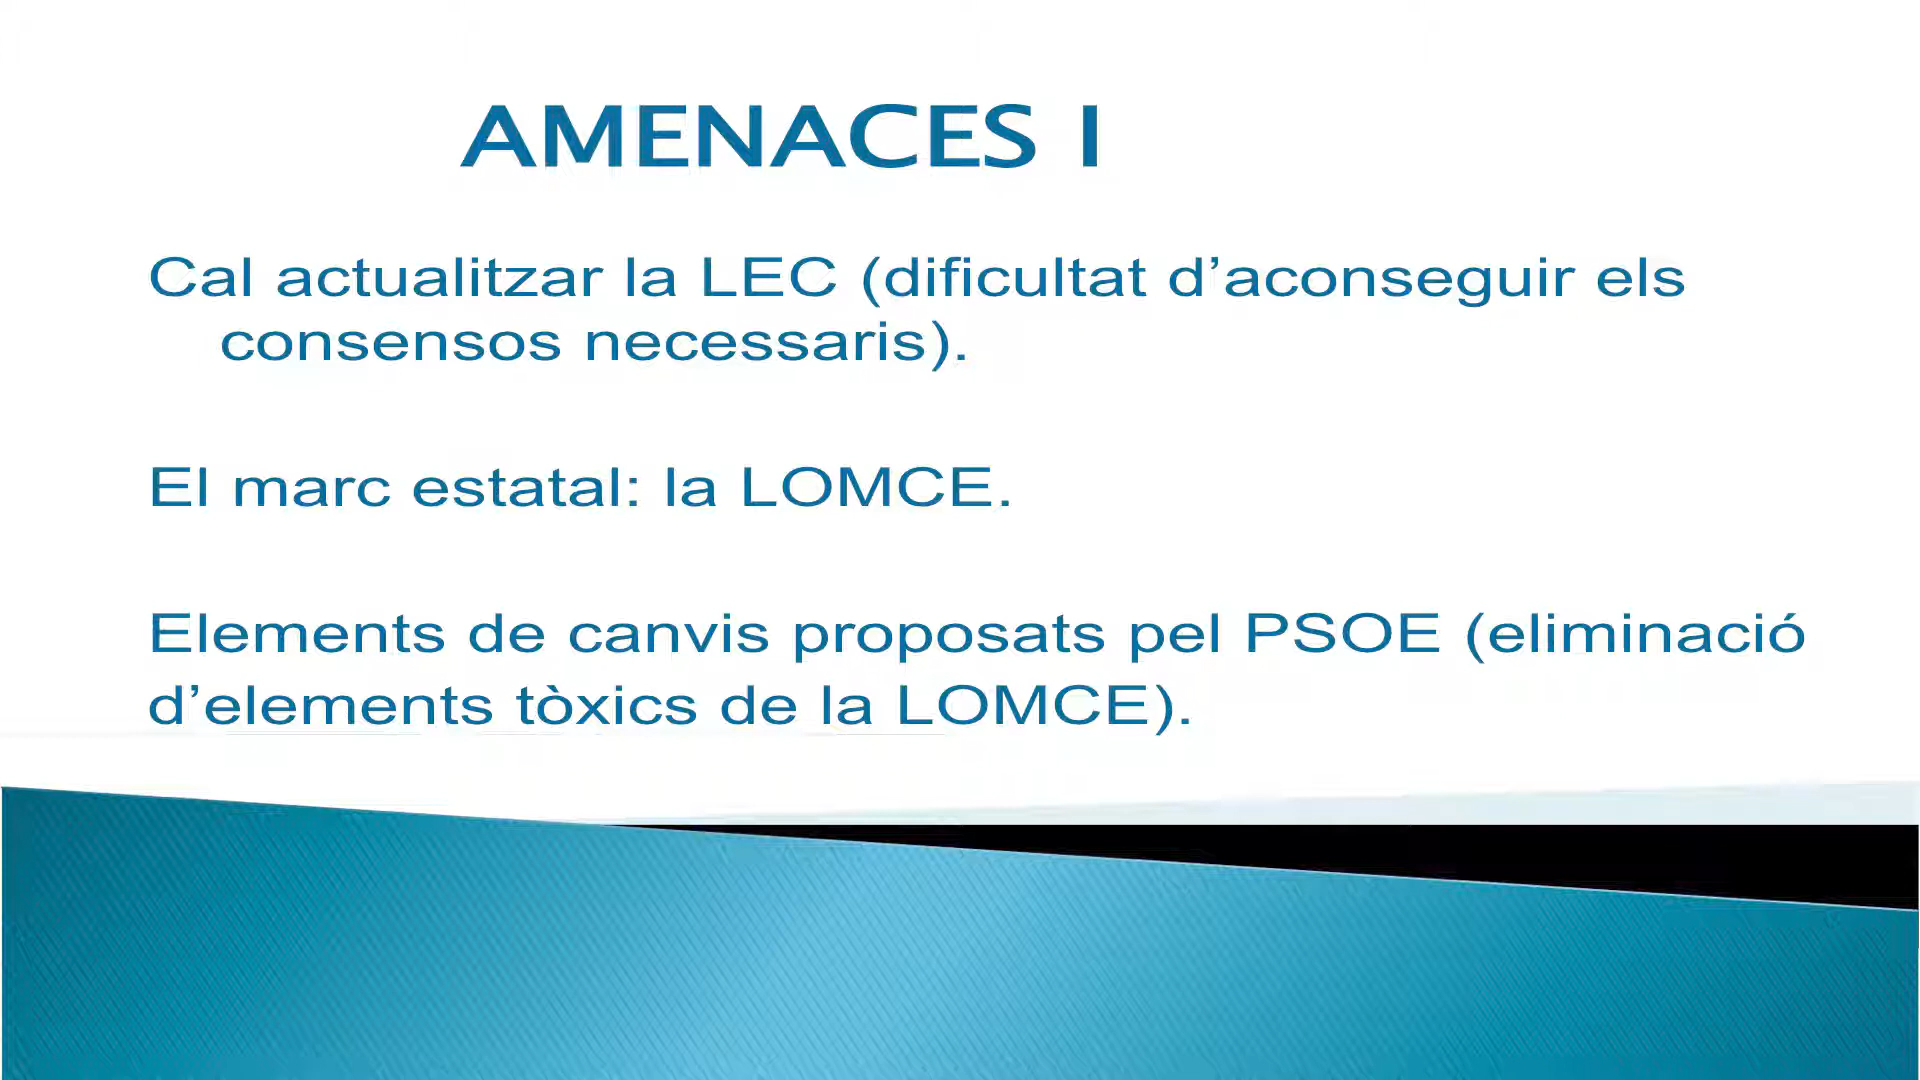 AMENACES I
Cal actualitzar la LEC (dificultat d’aconseguir els
consensos necessaris).
El marc estatal: la LOMCE.
Elements de canvis proposats pel PSOE (eliminació
d’elements tòxics de la LOMCE).